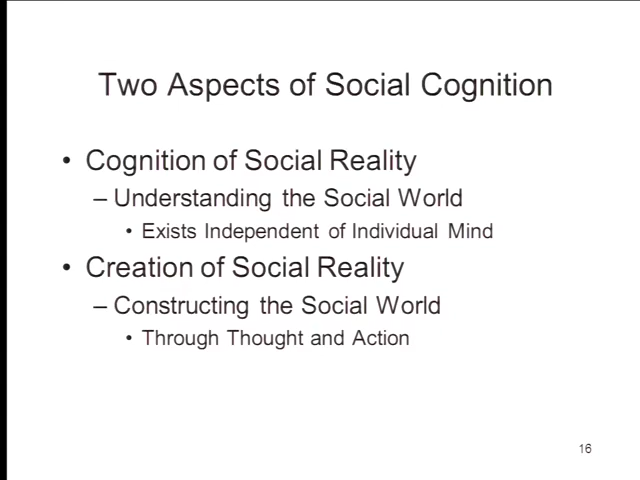 Two Aspects of Social Cognition
• Cognition of Social Reality
– Understanding the Social World
• Exists Independent of Individual Mind
• Creation of Social Reality
– Constructing the Social World
• Through Thought and Action
16